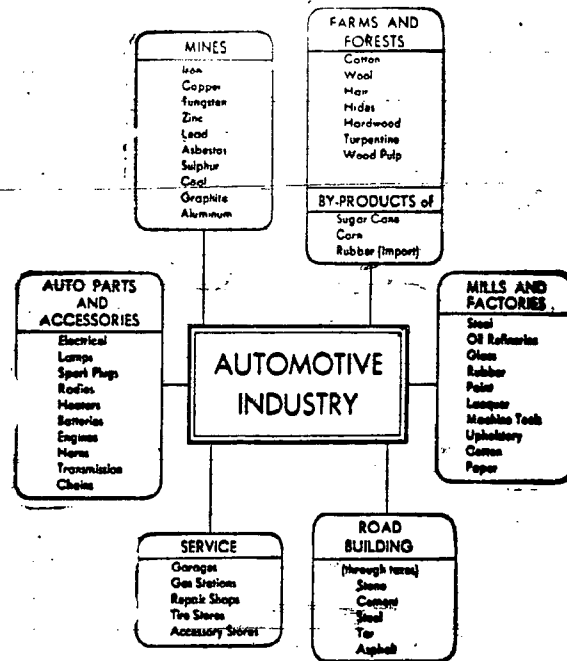 MINES
Iron
Copper
Tungsten
Zinc
Lead
Asbestos
Sulphur
Coal
Graphite
Aluminum
FARMS AND
FORESTS
Cotton
Wool
Hair
Hides
Hardwood
Turpentine
Wood Pulp
BY-PRODUCTS of
Sugar Cane
Corn
Rubber (Import)
AUTO PARTS
AND
ACCESSORIES
Electrical
Lamps
Spark Plugs
Radios
Heaters
Batteries
Engines
Horns
Transmission
Chains
AUTOMOTIVE
INDUSTRY
MILLS AND
FACTORIES
Steel
Oil Refineries
Glass
Rubber
Paint
Lacquer
Machine Tools
Upholstery
Cotton
Paper
SERVICE
Garages
Gas Stations
Repair Shops
Tire Stores
Accessory Stores
ROAD
BUILDING
(through taxes)
Stone
Cement
Steel
Tar
Asphalt